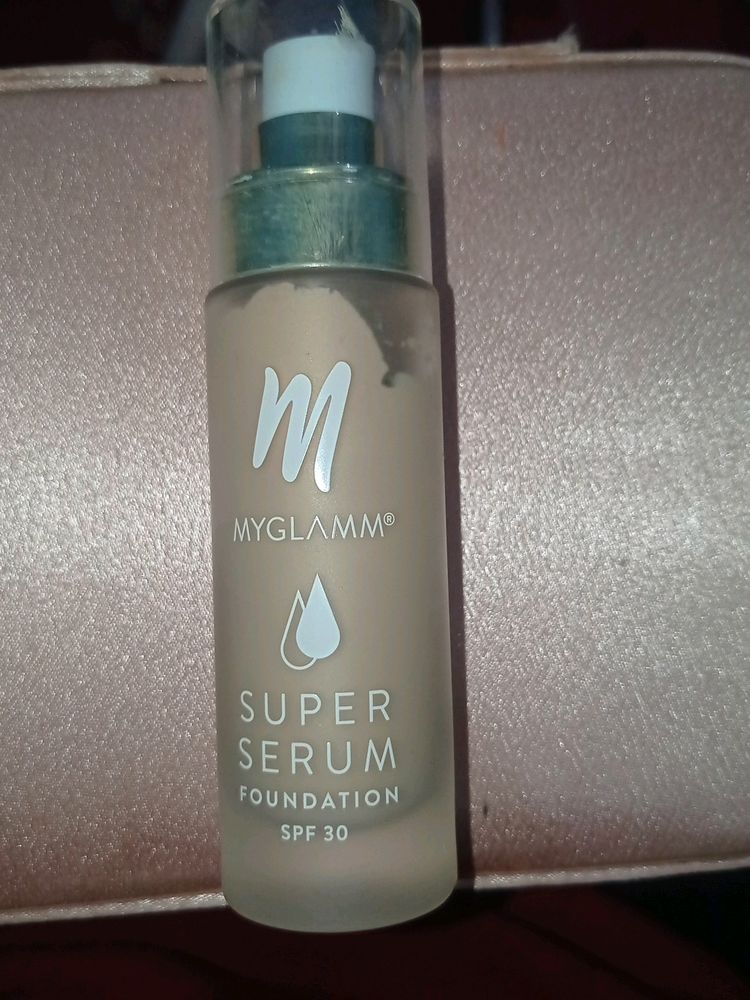 M
MYGLAMM®
SUPER
SERUM
FOUNDATION
SPF 30